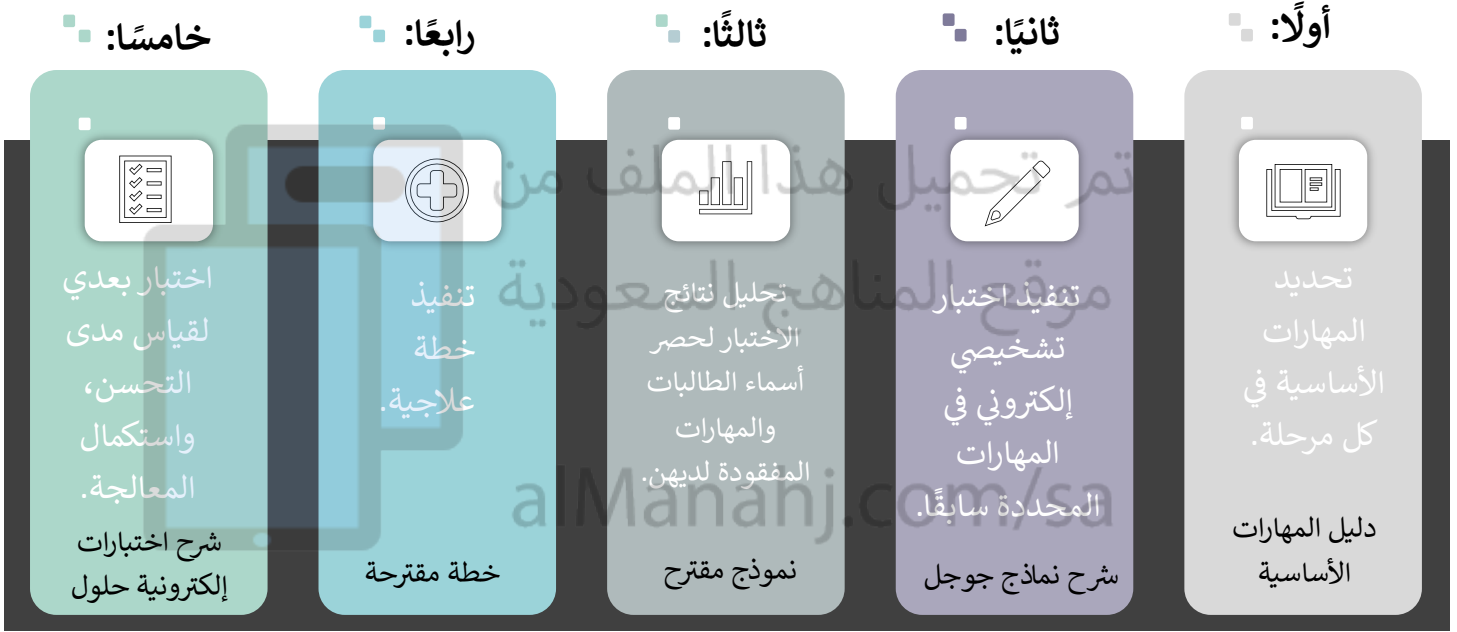 أولًا:
تحديد
المهارات
الأساسية في
كل مرحلة.
دليل المهارات
الأساسية
ثانيًا:
تنفيذ اختبار
تشخيصي
إلكتروني في
المهارات
المحددة سابقًا.
شرح نماذج جوجل
ثالثًا:
تحليل نتائج
الاختبار لحصر
أسماء الطالبات
والمهارات
المفقودة لديهن.
نموذج مقترح
رابعًا:
تنفيذ
خطة
علاجية.
خطة مقترحة
خامسًا:
اختبار بعدي
لقياس مدى
التحسن،
واستكمال
المعالجة.
شرح اختبارات
إلكترونية حلول
تم تحميل هذا الملف من
موقع المناهج السعودية
alManahj.com/sa